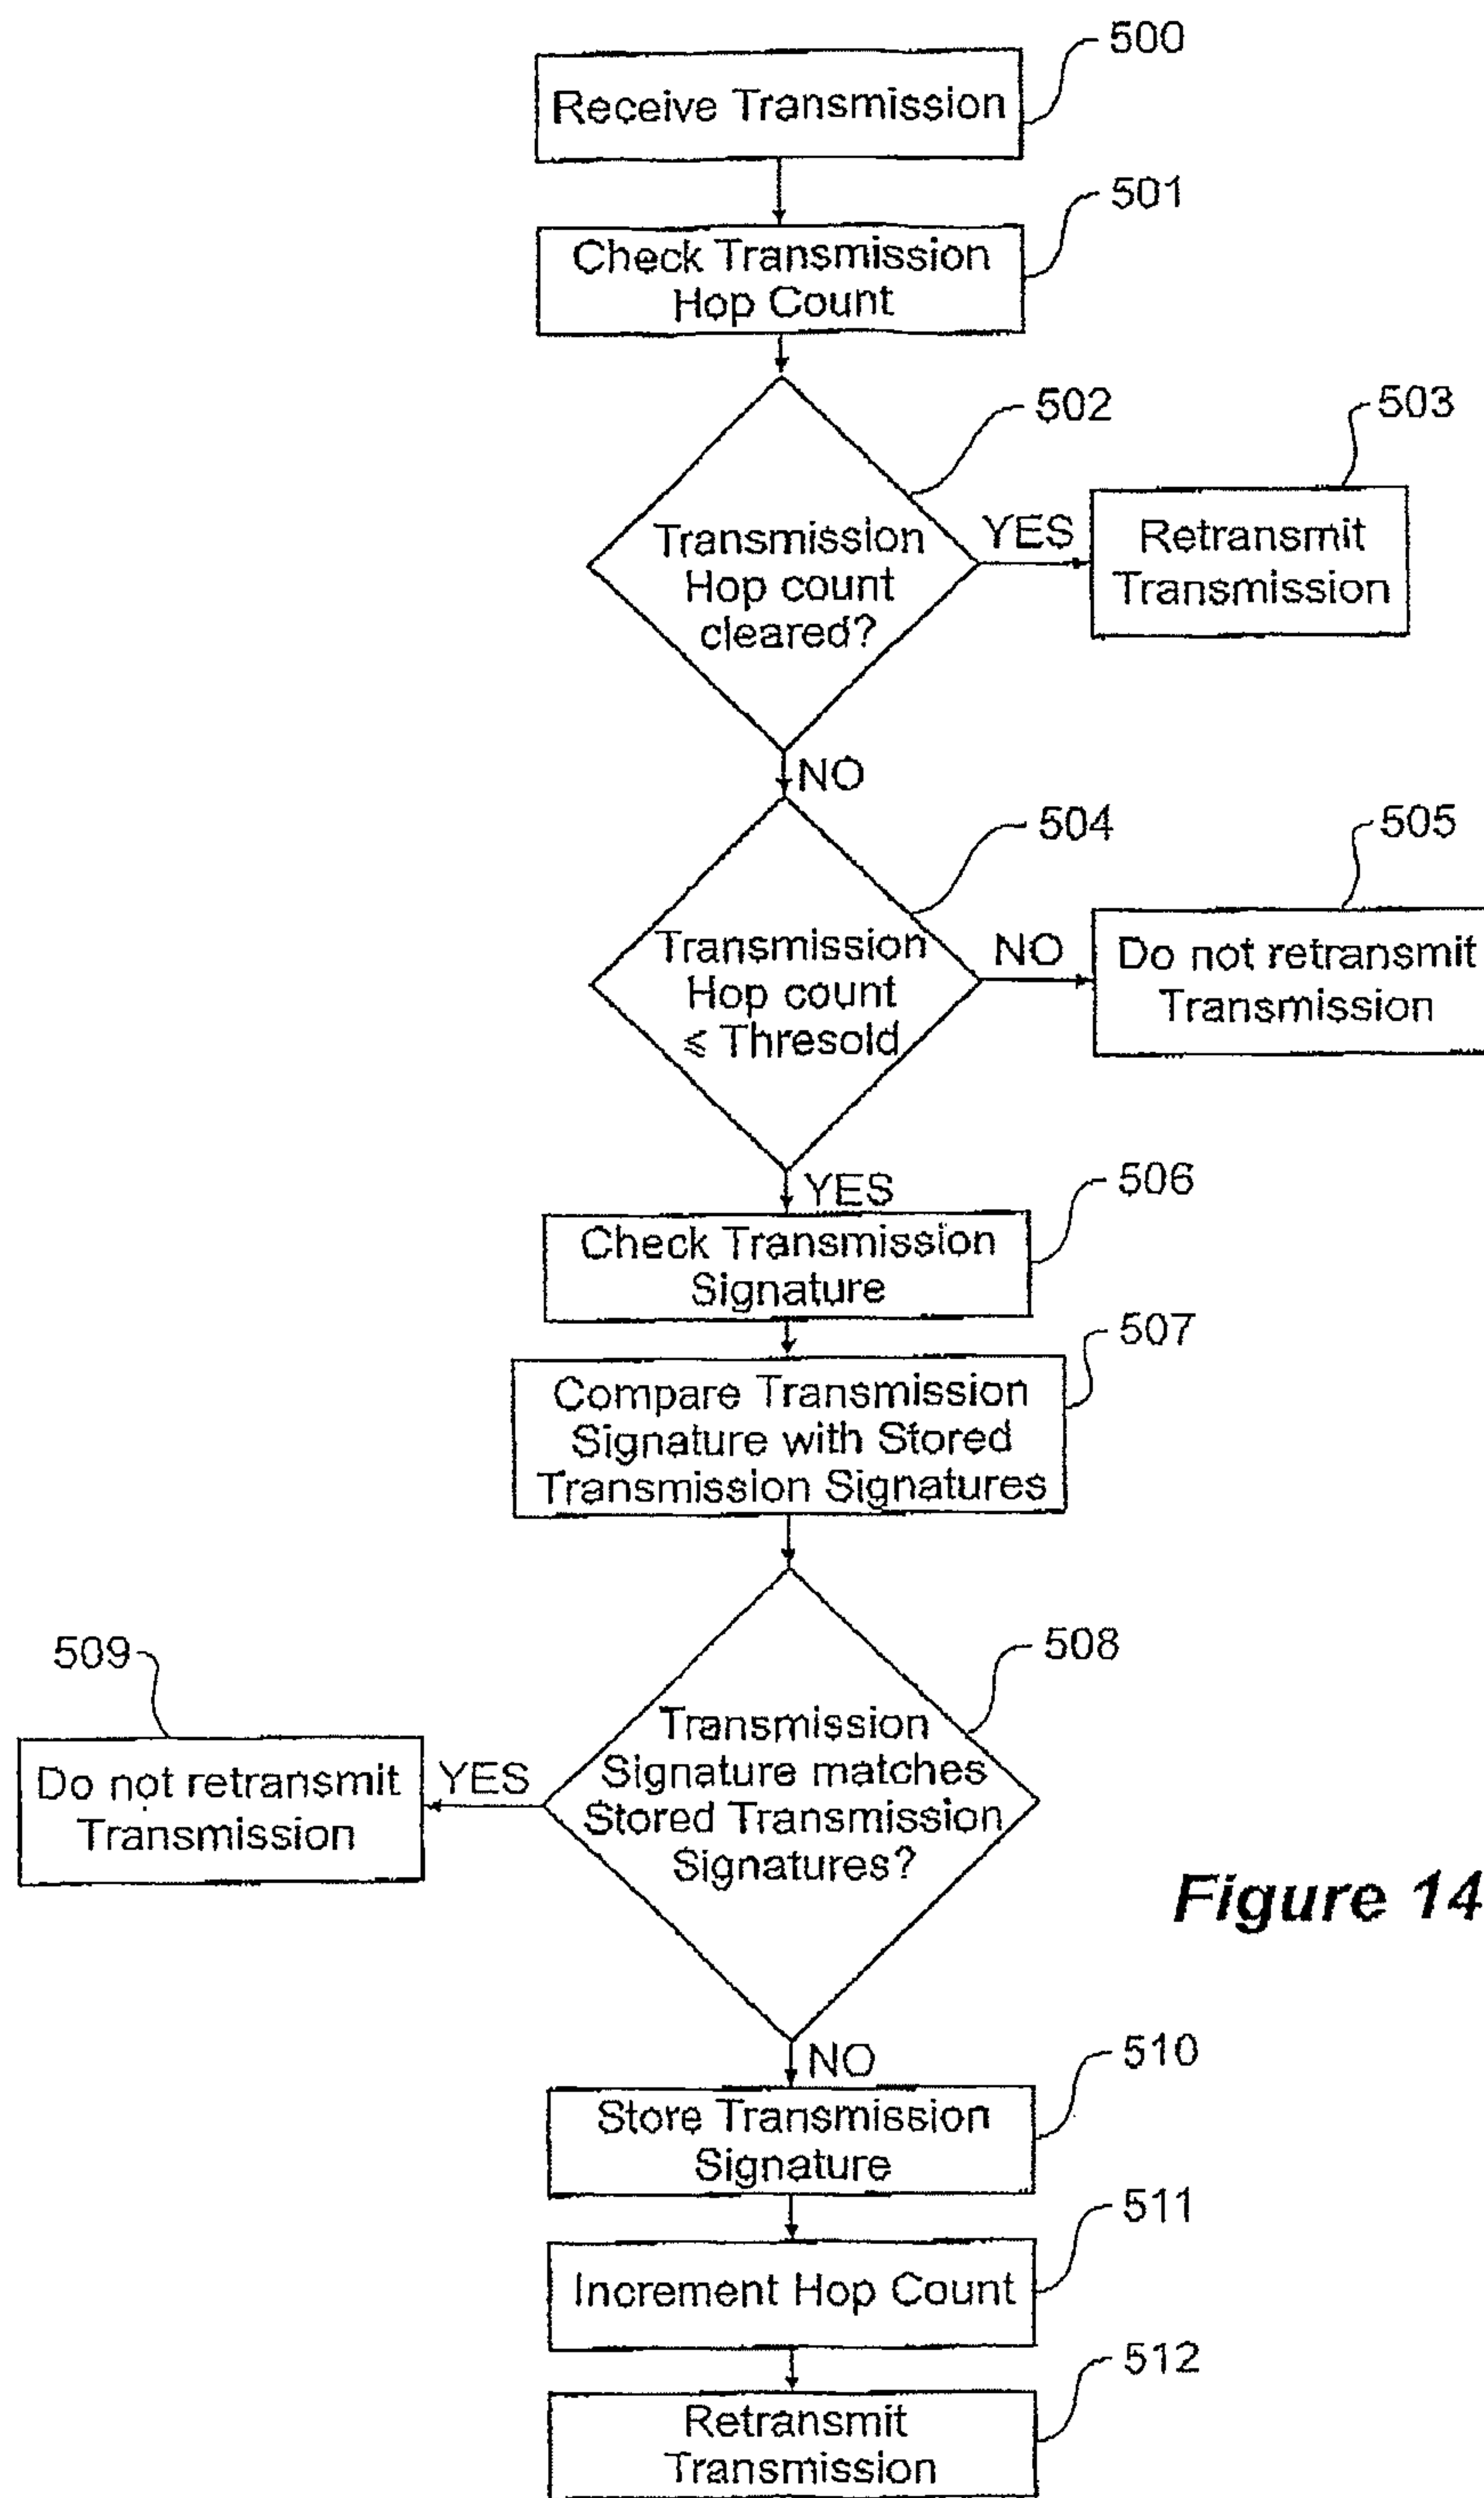 500
Receive Transmission
501
Check Transmission
Hop Count
502
503
Transmission
Hop count
cleared?
YES
Retransmit
Transmission
NO
504
505
Transmission
Hop count
⩽ Thresold
NO
Do not retransmit
Transmission
YES
506
Check Transmission
Signature
507
Compare Transmission
Signature with Stored
Transmission Signatures
508
509
Transmission
Signature matches
Stored Transmission
Signatures?
YES
Do not retransmit
Transmission
Figure 14
NO
510
Store Transmission
Signature
511
Increment Hop Count
512
Retransmit
Transmission